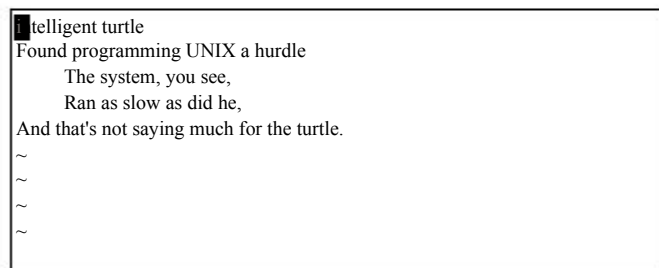 itelligent turtle
Found programming UNIX a hurdle
The system, you see,
Ran as slow as did he,
And that's not saying much for the turtle.
~
~
~
~